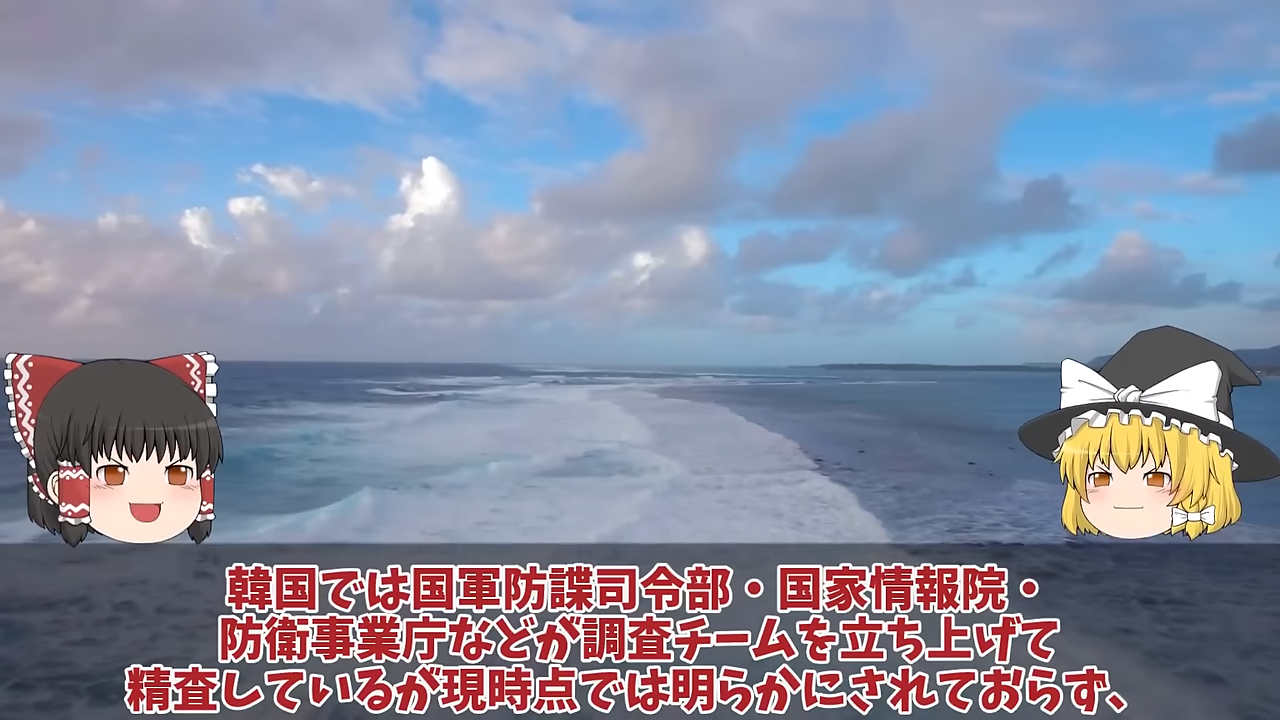 韓国では国軍防諜司令部・国家情報院・
防衛事業庁などが調査チームを立ち上げて
精査しているが現時点では明らかにされておらず、